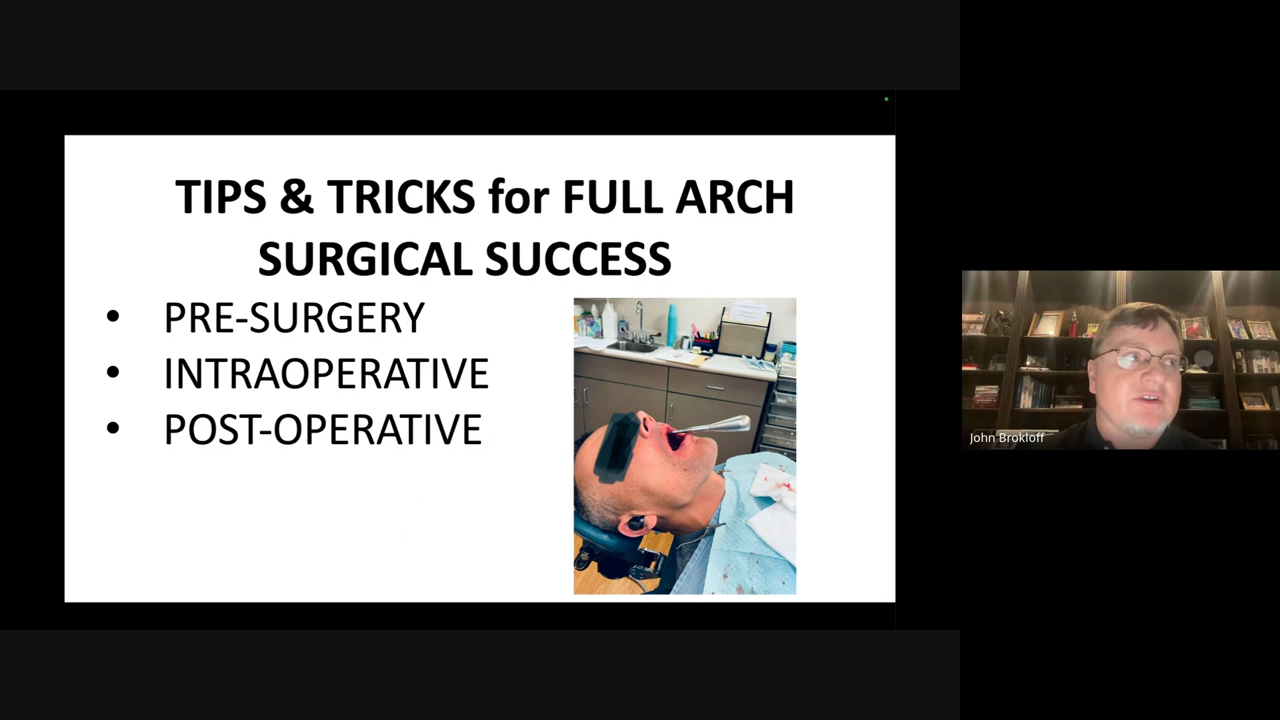 TIPS & TRICKS for FULL ARCH
SURGICAL SUCCESS
• PRE-SURGERY
• INTRAOPERATIVE
• POST-OPERATIVE
John Brokloff